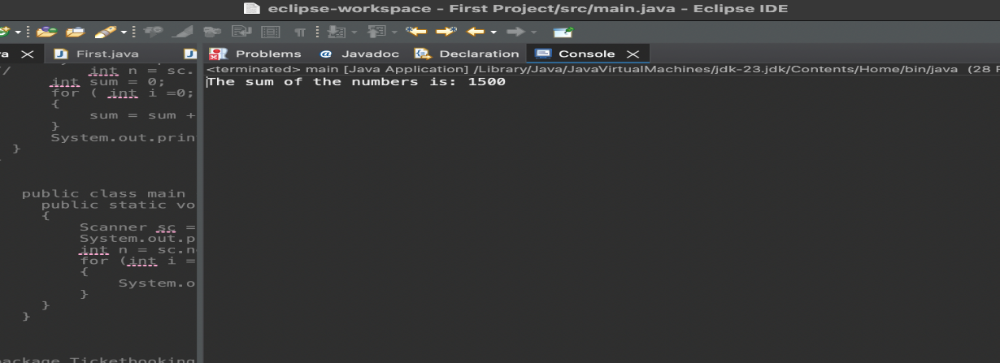 eclipse-workspace - First Project/src/main.java - Eclipse IDE
First.java
Problems @ Javadoc Declaration Console
<terminated> main [Java Application] /Library/Java/JavaVirtualMachines/jdk-23.jdk/Contents/Home/bin/java (28 F
The sum of the numbers is: 1500
int n = sc.
int sum = 0;
for ( int i =0;
{
sum = sum +
}
System.out.prin
}
public class main
public static vo
{
Scanner sc =
System.out.p
int n = sc.n
for (int i =
{
System.o
}
}
}
package Ticketbooking